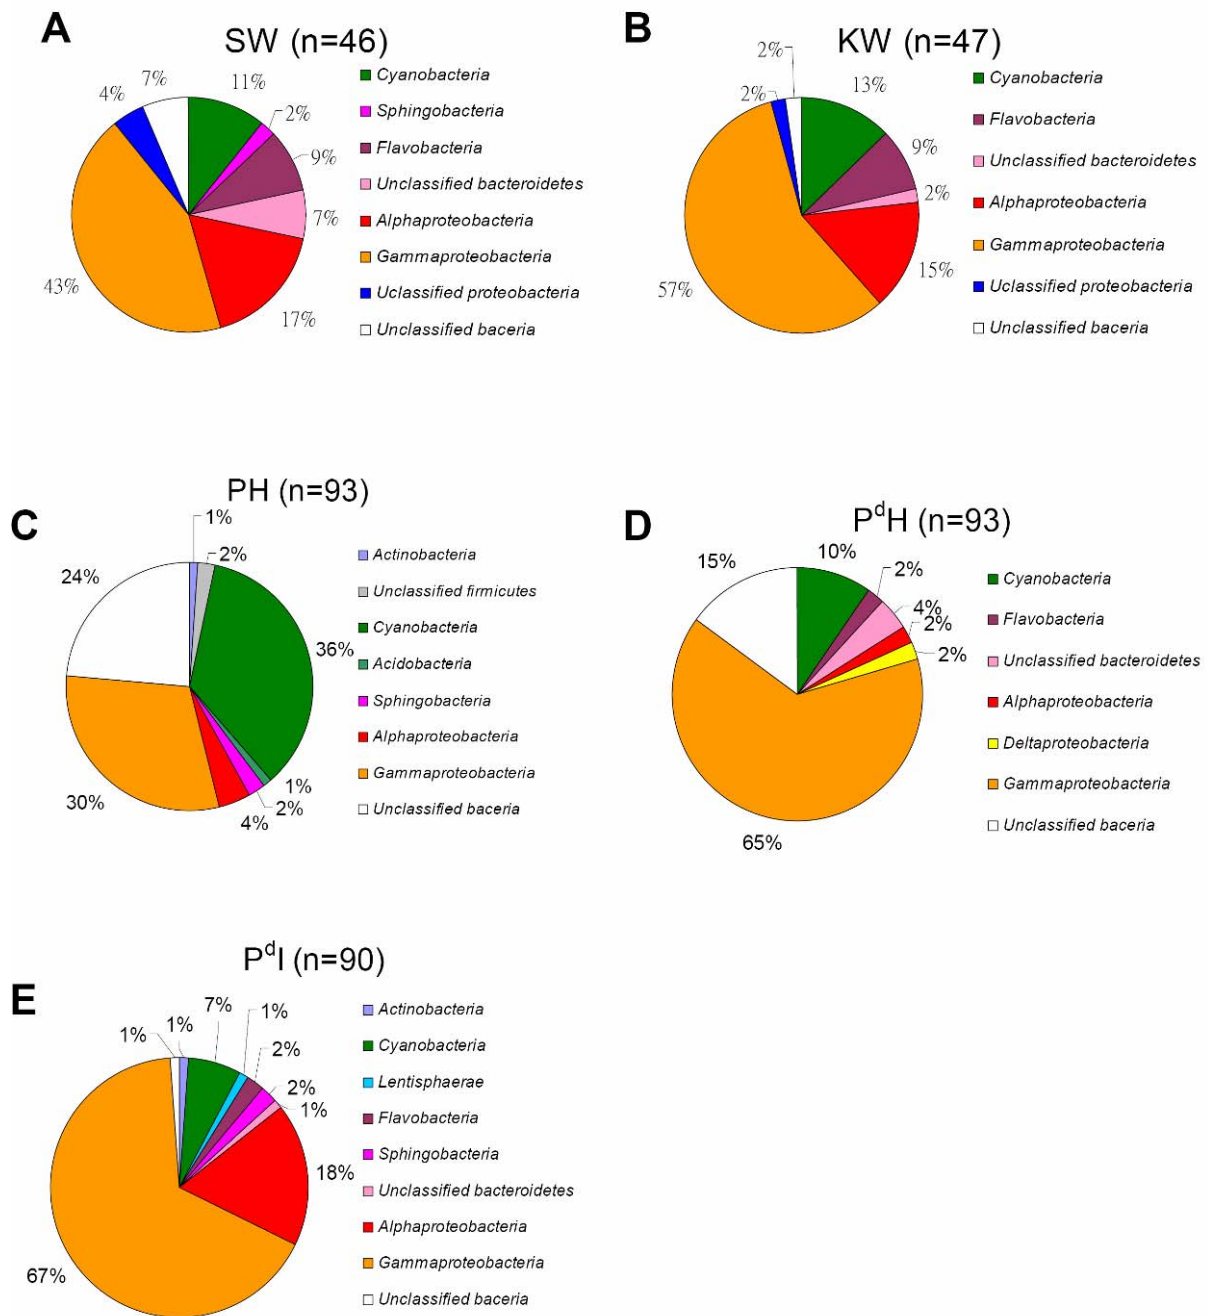 A
SW (n=46)
7%
11%
4%
2%
9%
7%
43%
17%
Cyanobacteria
Sphingobacteria
Flavobacteria
Unclassified bacteroidetes
Alphaproteobacteria
Gammaproteobacteria
Uclassified proteobacteria
Unclassified baceria
B
KW (n=47)
2%
13%
2%
9%
2%
15%
57%
Cyanobacteria
Flavobacteria
Unclassified bacteroidetes
Alphaproteobacteria
Gammaproteobacteria
Uclassified proteobacteria
Unclassified baceria
C
PH (n=93)
1%
2%
24%
36%
1%
2%
4%
30%
Actinobacteria
Unclassified firmicutes
Cyanobacteria
Acidobacteria
Sphingobacteria
Alphaproteobacteria
Gammaproteobacteria
Unclassified baceria
D
PdH (n=93)
15%
10%
2%
4%
2%
2%
65%
Cyanobacteria
Flavobacteria
Unclassified bacteroidetes
Alphaproteobacteria
Deltaproteobacteria
Gammaproteobacteria
Unclassified baceria
E
PdI (n=90)
1%
1%
7%
1%
2%
2%
1%
18%
67%
Actinobacteria
Cyanobacteria
Lentisphaerae
Flavobacteria
Sphingobacteria
Unclassified bacteroidetes
Alphaproteobacteria
Gammaproteobacteria
Unclassified baceria